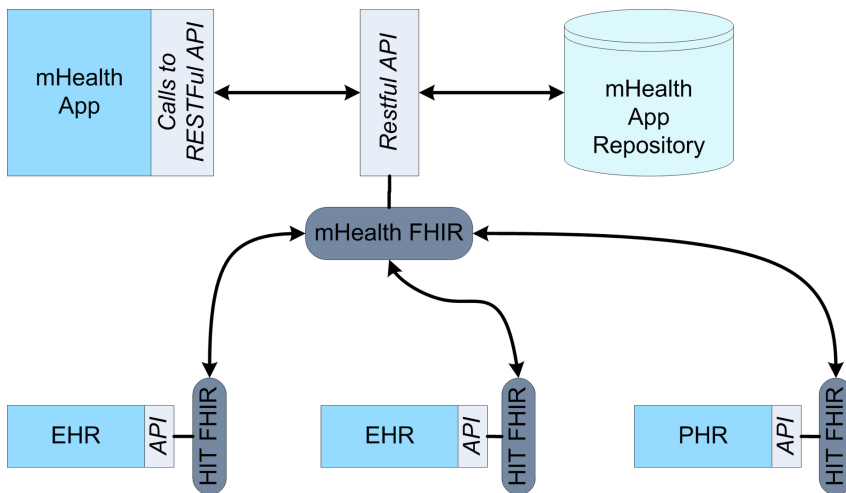 mHealth
App
Calls to
RESTFul API
Restful API
mHealth
App
Repository
mHealth FHIR
EHR
API
HIT FHIR
EHR
API
HIT FHIR
PHR
API
HIT FHIR